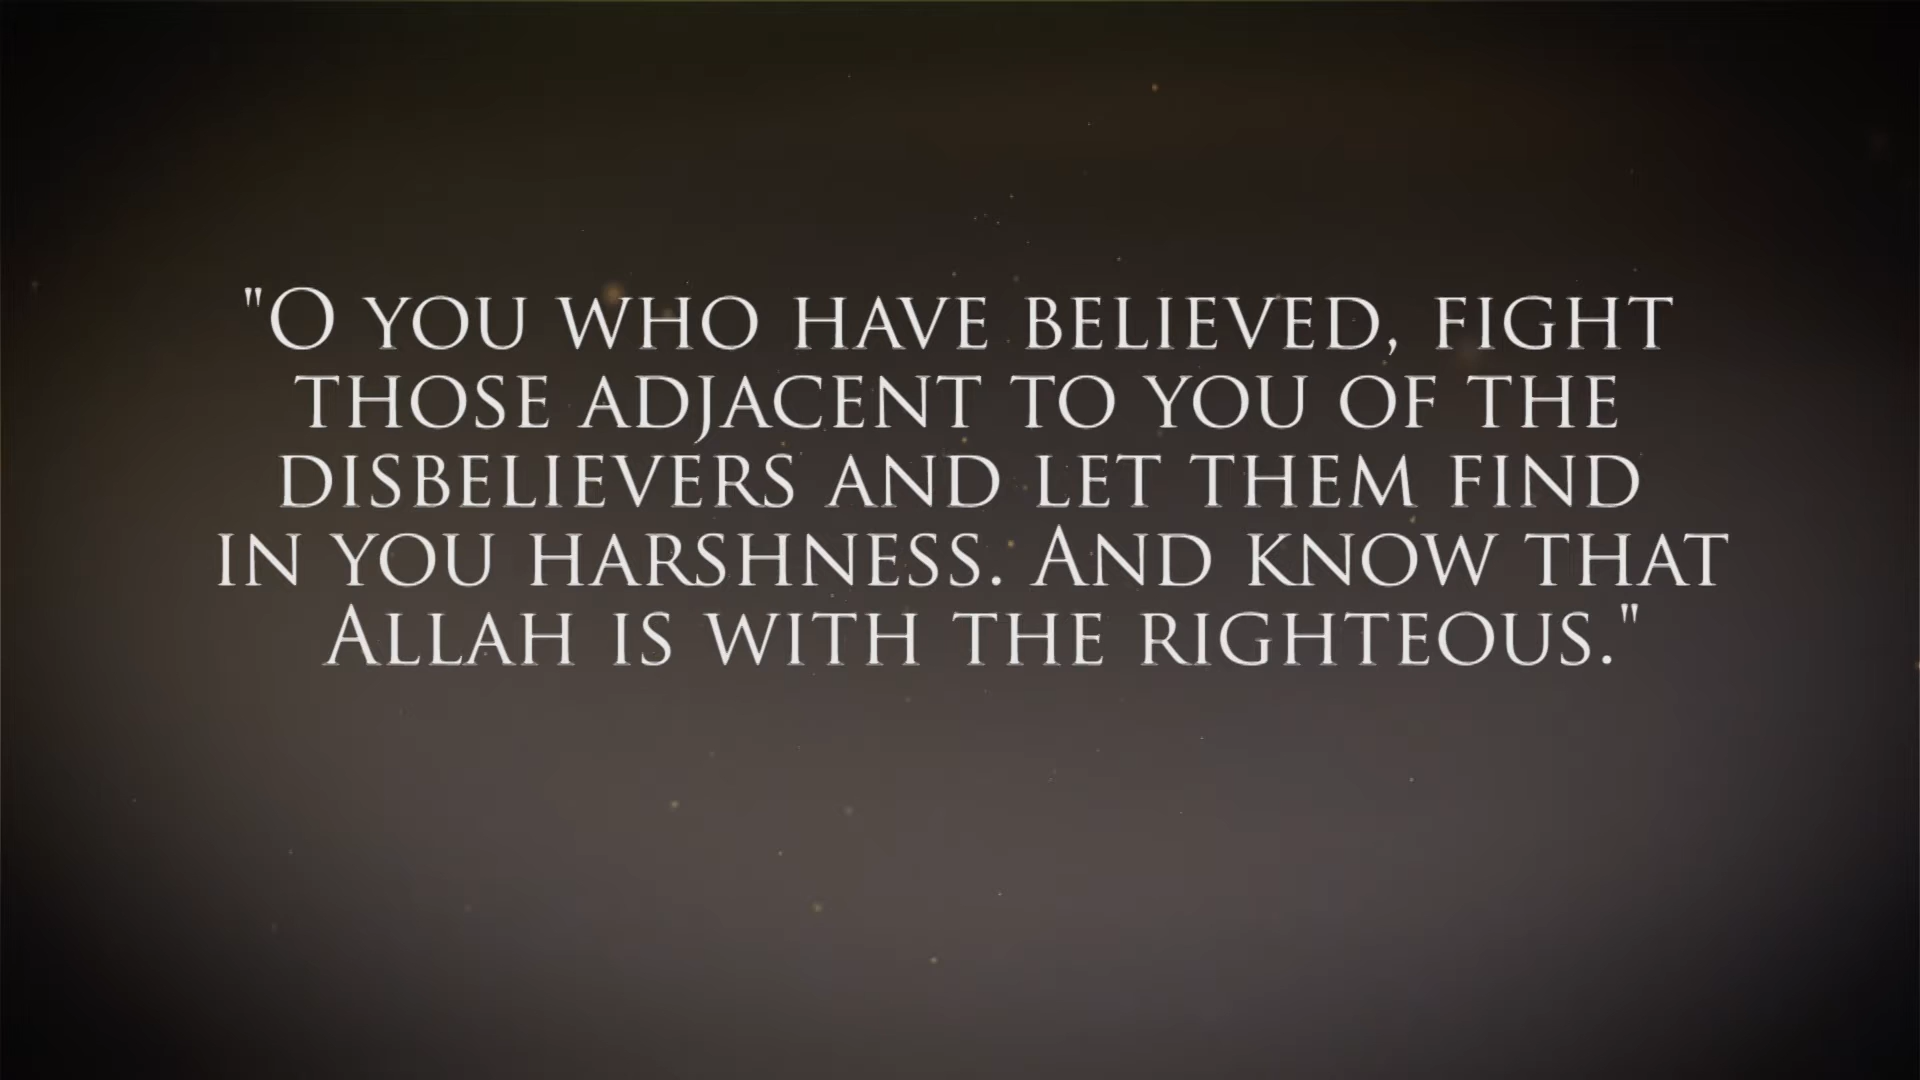 "O you who have believed, fight
those adjacent to you of the
disbelievers and let them find
in you harshness. And know that
Allah is with the righteous."